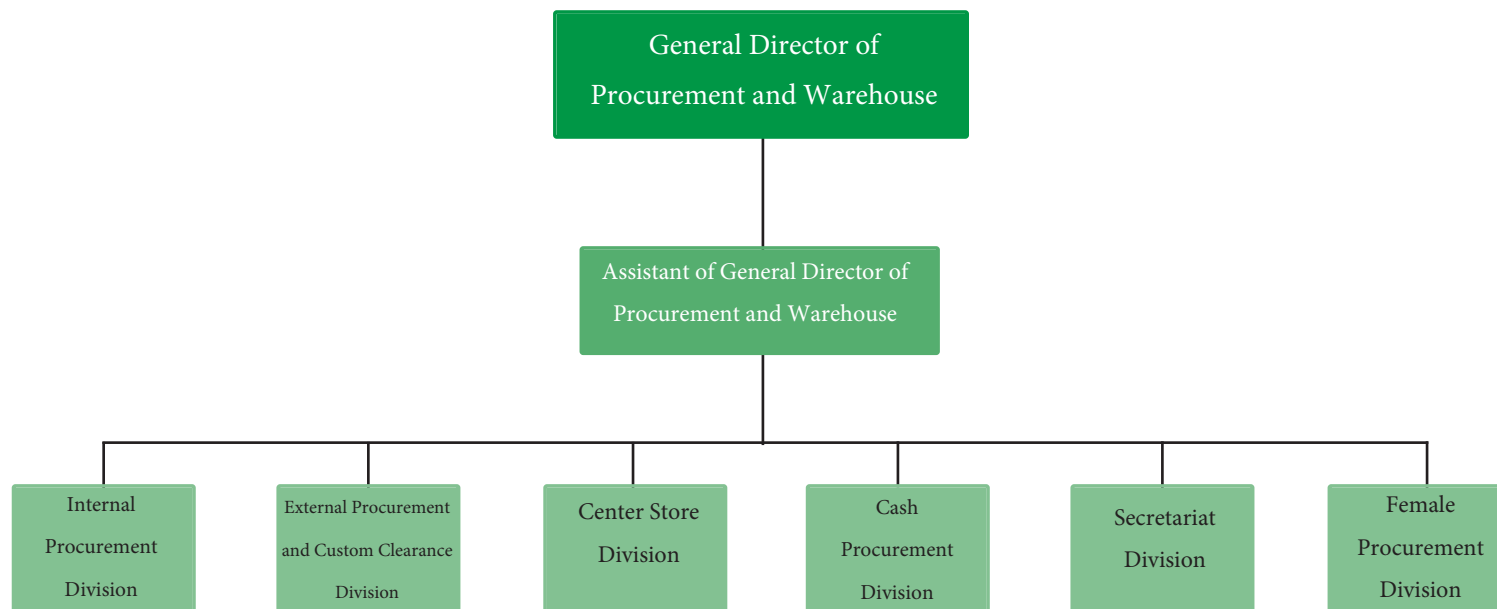 General Director of
Procurement and Warehouse
Assistant of General Director of
Procurement and Warehouse
Internal
Procurement
Division
External Procurement
and Custom Clearance
Division
Center Store
Division
Cash
Procurement
Division
Secretariat
Division
Female
Procurement
Division